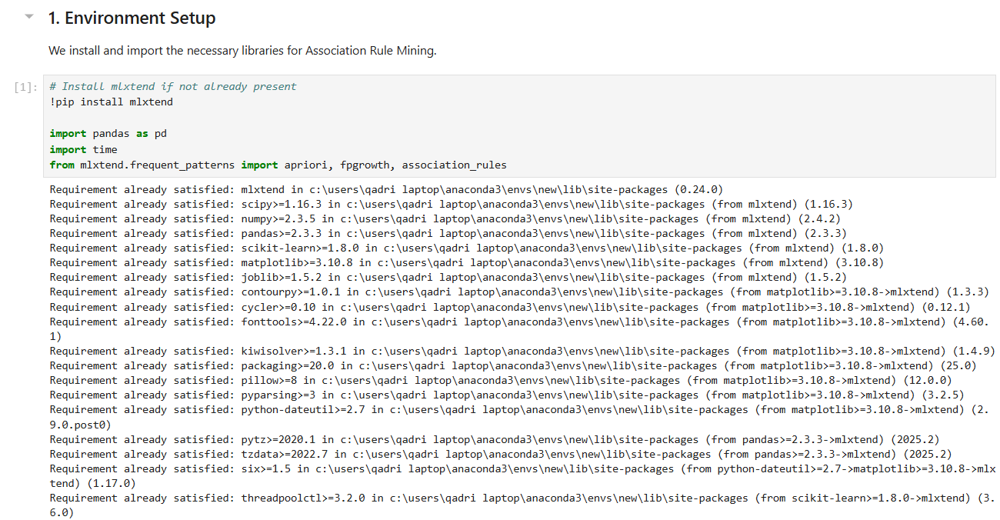 1. Environment Setup
We install and import the necessary libraries for Association Rule Mining.
[1]:
# Install mlxtend if not already present
!pip install mlxtend
import pandas as pd
import time
from mlxtend.frequent_patterns import apriori, fpgrowth, association_rules
Requirement already satisfied: mlxtend in c:\users\qadri laptop\anaconda3\envs\new\lib\site-packages (0.24.0)
Requirement already satisfied: scipy>=1.16.3 in c:\users\qadri laptop\anaconda3\envs\new\lib\site-packages (from mlxtend) (1.16.3)
Requirement already satisfied: numpy>=2.3.5 in c:\users\qadri laptop\anaconda3\envs\new\lib\site-packages (from mlxtend) (2.4.2)
Requirement already satisfied: pandas>=2.3.3 in c:\users\qadri laptop\anaconda3\envs\new\lib\site-packages (from mlxtend) (2.3.3)
Requirement already satisfied: scikit-learn>=1.8.0 in c:\users\qadri laptop\anaconda3\envs\new\lib\site-packages (from mlxtend) (1.8.0)
Requirement already satisfied: matplotlib>=3.10.8 in c:\users\qadri laptop\anaconda3\envs\new\lib\site-packages (from mlxtend) (3.10.8)
Requirement already satisfied: joblib>=1.5.2 in c:\users\qadri laptop\anaconda3\envs\new\lib\site-packages (from mlxtend) (1.5.2)
Requirement already satisfied: contourpy>=1.0.1 in c:\users\qadri laptop\anaconda3\envs\new\lib\site-packages (from matplotlib>=3.10.8->mlxtend) (1.3.3)
Requirement already satisfied: cycler>=0.10 in c:\users\qadri laptop\anaconda3\envs\new\lib\site-packages (from matplotlib>=3.10.8->mlxtend) (0.12.1)
Requirement already satisfied: fonttools>=4.22.0 in c:\users\qadri laptop\anaconda3\envs\new\lib\site-packages (from matplotlib>=3.10.8->mlxtend) (4.60.
1)
Requirement already satisfied: kiwisolver>=1.3.1 in c:\users\qadri laptop\anaconda3\envs\new\lib\site-packages (from matplotlib>=3.10.8->mlxtend) (1.4.9)
Requirement already satisfied: packaging>=20.0 in c:\users\qadri laptop\anaconda3\envs\new\lib\site-packages (from matplotlib>=3.10.8->mlxtend) (25.0)
Requirement already satisfied: pillow>=8 in c:\users\qadri laptop\anaconda3\envs\new\lib\site-packages (from matplotlib>=3.10.8->mlxtend) (12.0.0)
Requirement already satisfied: pyparsing>=3 in c:\users\qadri laptop\anaconda3\envs\new\lib\site-packages (from matplotlib>=3.10.8->mlxtend) (3.2.5)
Requirement already satisfied: python-dateutil>=2.7 in c:\users\qadri laptop\anaconda3\envs\new\lib\site-packages (from matplotlib>=3.10.8->mlxtend) (2.
9.0.post0)
Requirement already satisfied: pytz>=2020.1 in c:\users\qadri laptop\anaconda3\envs\new\lib\site-packages (from pandas>=2.3.3->mlxtend) (2025.2)
Requirement already satisfied: tzdata>=2022.7 in c:\users\qadri laptop\anaconda3\envs\new\lib\site-packages (from pandas>=2.3.3->mlxtend) (2025.2)
Requirement already satisfied: six>=1.5 in c:\users\qadri laptop\anaconda3\envs\new\lib\site-packages (from python-dateutil>=2.7->matplotlib>=3.10.8->mlx
tend) (1.17.0)
Requirement already satisfied: threadpoolctl>=3.2.0 in c:\users\qadri laptop\anaconda3\envs\new\lib\site-packages (from scikit-learn>=1.8.0->mlxtend) (3.
6.0)